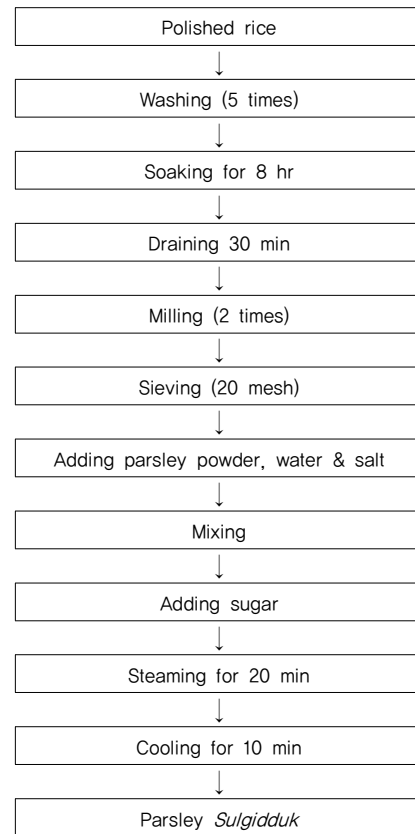 Polished rice
↓
Washing (5 times)
↓
Soaking for 8 hr
↓
Draining 30 min
↓
Milling (2 times)
↓
Sieving (20 mesh)
↓
Adding parsley powder, water & salt
↓
Mixing
↓
Adding sugar
↓
Steaming for 20 min
↓
Cooling for 10 min
↓
Parsley Sulgidduk